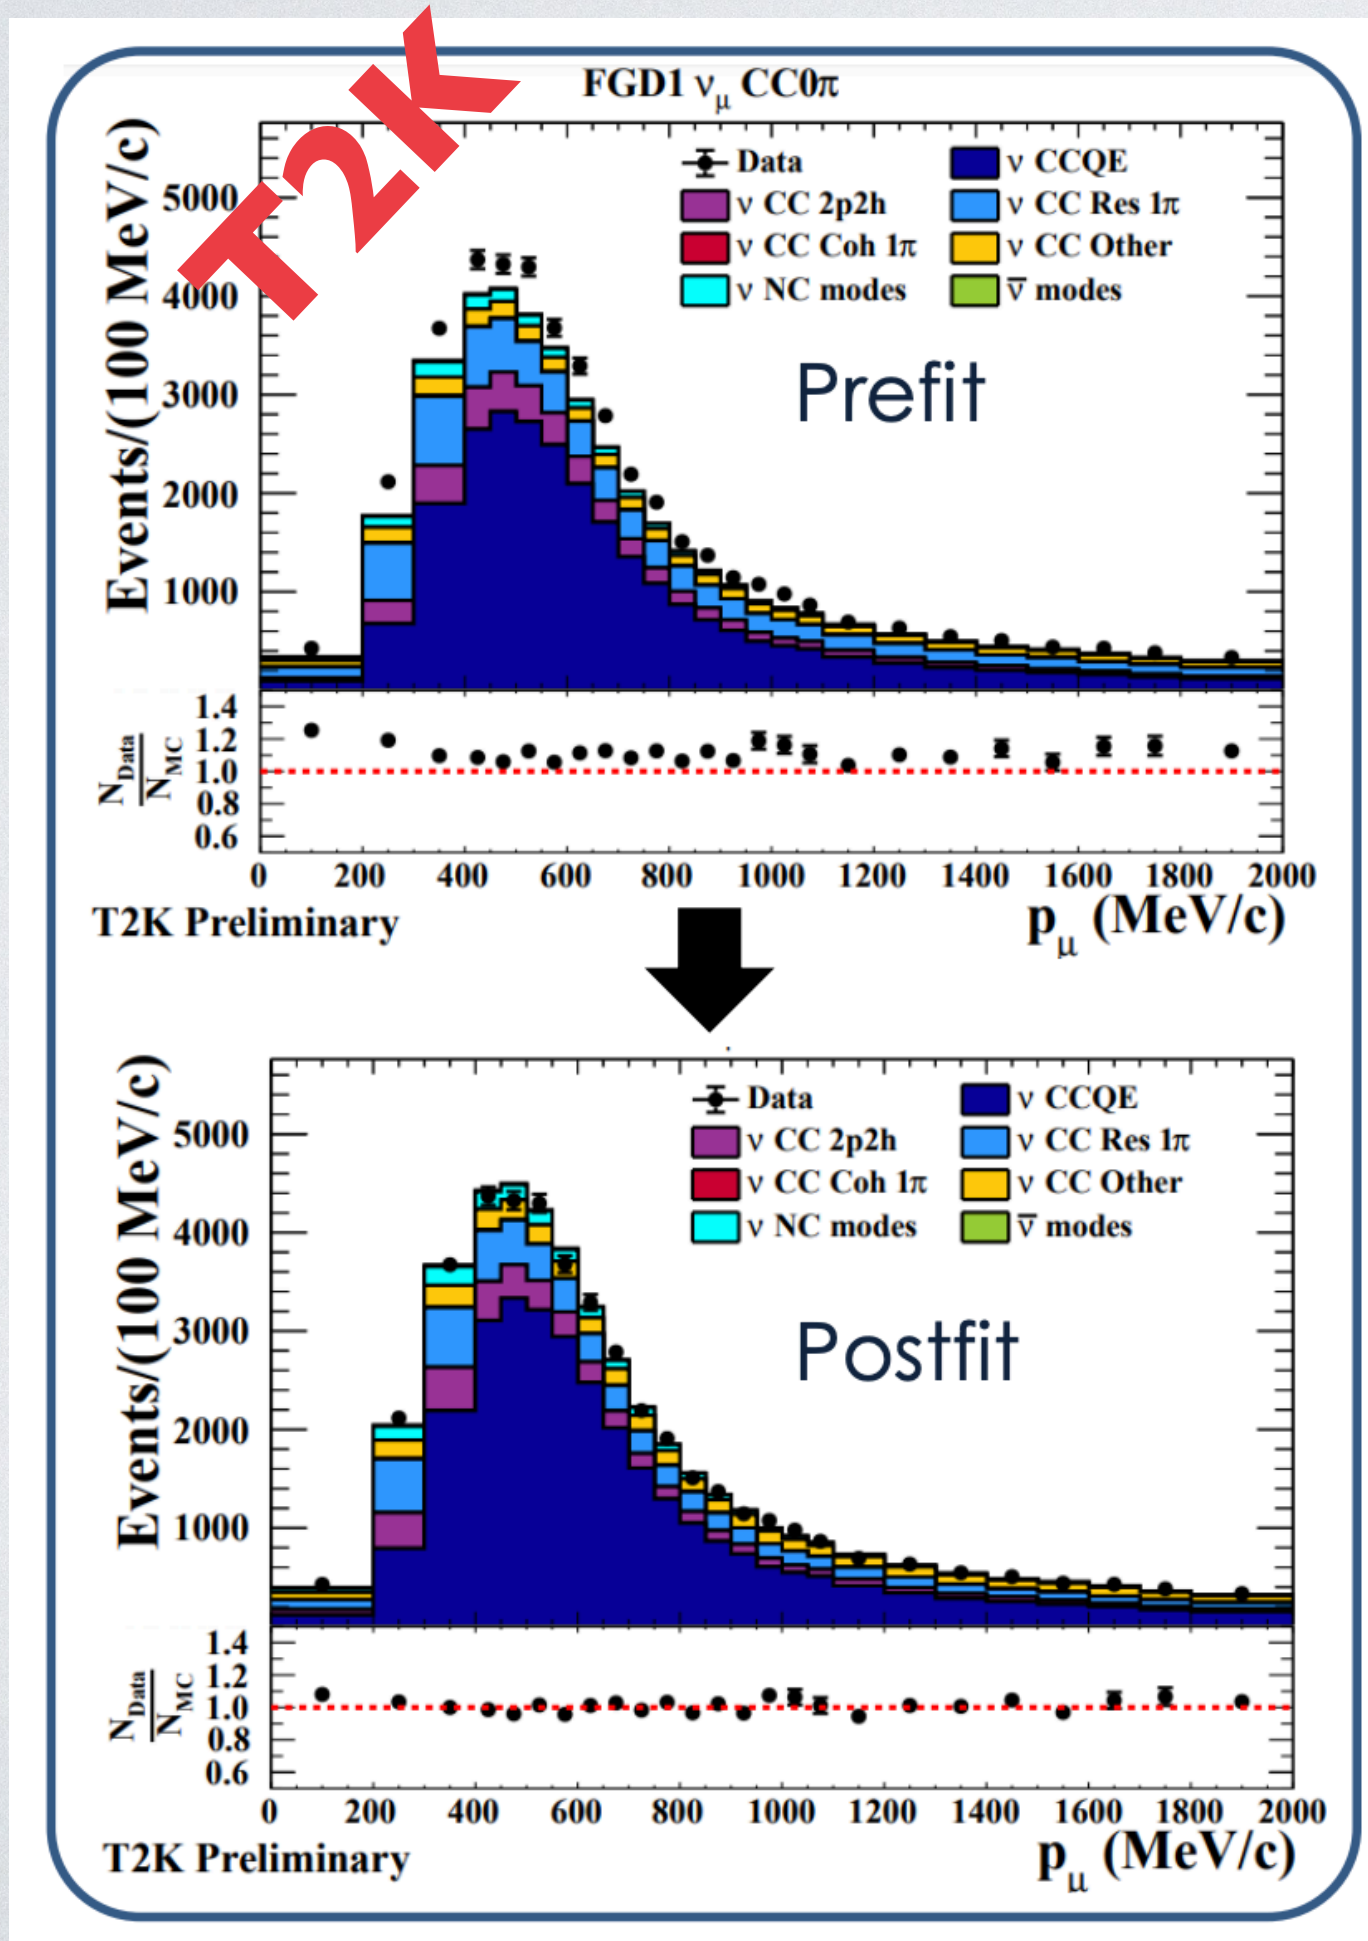 T2K
FGD1 νμ CC0π
Events/(100 MeV/c)
5000
4000
3000
2000
1000
Data
ν CCQE
ν CC 2p2h
ν CC Res 1π
ν CC Coh 1π
ν CC Other
ν NC modes
ν̅ modes
Prefit
N_Data
N_MC
1.4
1.2
1.0
0.8
0.6
0 200 400 600 800 1000 1200 1400 1600 1800 2000
T2K Preliminary
pμ (MeV/c)
Events/(100 MeV/c)
5000
4000
3000
2000
1000
Data
ν CCQE
ν CC 2p2h
ν CC Res 1π
ν CC Coh 1π
ν CC Other
ν NC modes
ν̅ modes
Postfit
N_Data
N_MC
1.4
1.2
1.0
0.8
0.6
0 200 400 600 800 1000 1200 1400 1600 1800 2000
T2K Preliminary
pμ (MeV/c)